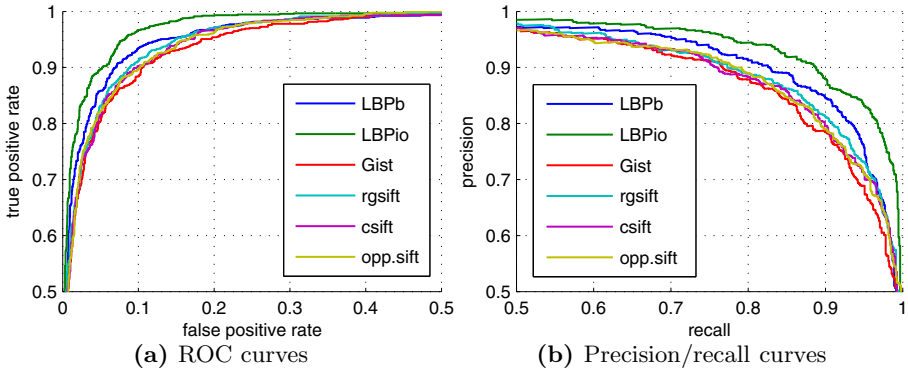 1
0.9
0.8
0.7
0.6
0.5
true positive rate
0 0.1 0.2 0.3 0.4 0.5
false positive rate
LBPb
LBPio
Gist
rgsift
csift
opp.sift
(a) ROC curves
1
0.9
0.8
0.7
0.6
0.5
precision
0.5 0.6 0.7 0.8 0.9 1
recall
LBPb
LBPio
Gist
rgsift
csift
opp.sift
(b) Precision/recall curves